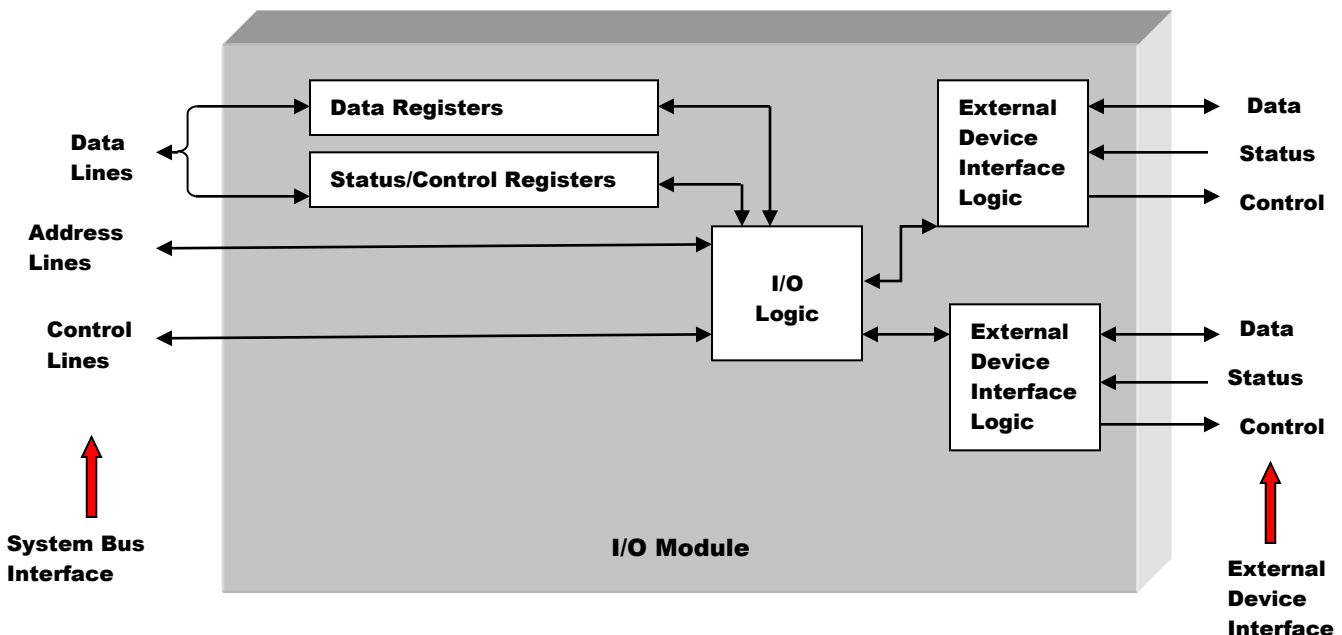 Data Registers
Status/Control Registers
Data
Lines
Address
Lines
Control
Lines
I/O
Logic
External
Device
Interface
Logic
Data
Status
Control
External
Device
Interface
Logic
Data
Status
Control
System Bus
Interface
I/O Module
External
Device
Interface